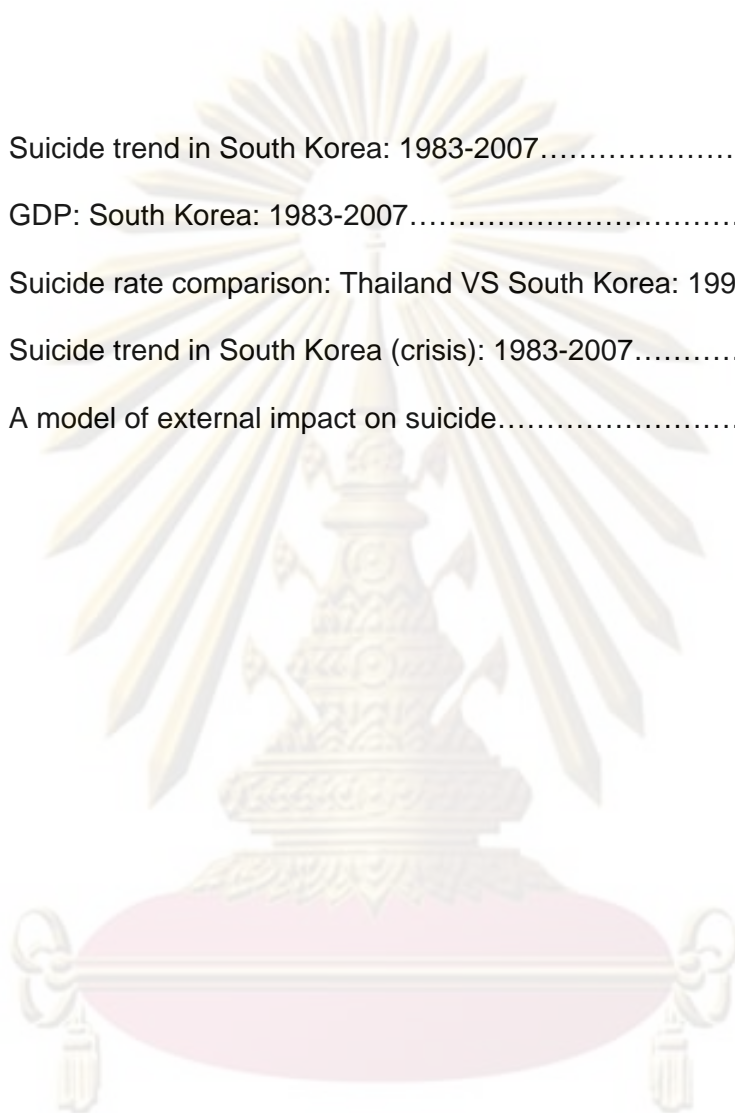 Suicide trend in South Korea: 1983-2007…………………
GDP: South Korea: 1983-2007………………………………
Suicide rate comparison: Thailand VS South Korea: 199
Suicide trend in South Korea (crisis): 1983-2007…………
A model of external impact on suicide………………………